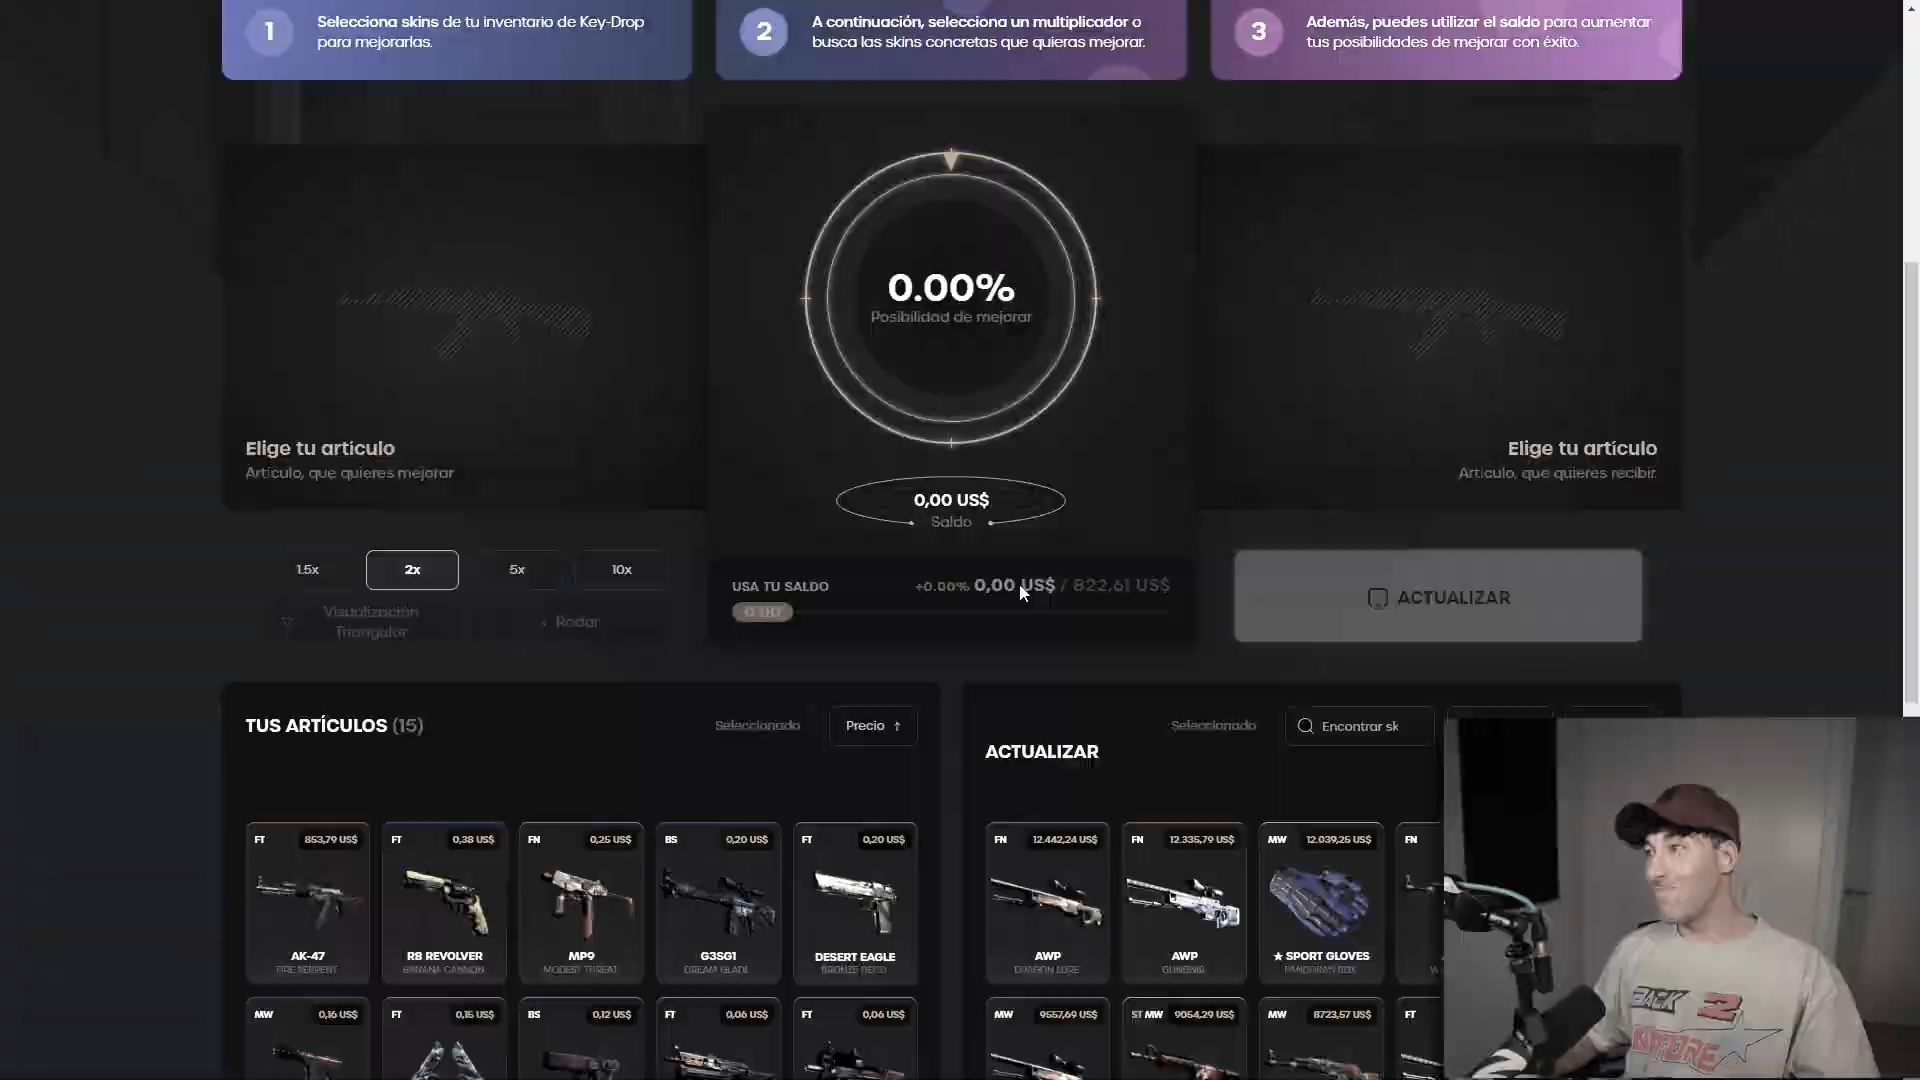 1
Selecciona skins de tu inventario de Key-Drop
para mejorarlas.
2
A continuación, selecciona un multiplicador o
busca las skins concretas que quieras mejorar.
3
Además, puedes utilizar el saldo para aumentar
tus posibilidades de mejorar con éxito.
0.00%
Posibilidad de mejorar
Elige tu artículo
Artículo, que quieres mejorar
Elige tu artículo
Artículo, que quieres recibir
0,00 US$
Saldo
1.5x
2x
5x
10x
Visualización
Triangular
Rodar
USA TU SALDO
+0.00% 0,00 US$ / 822,61 US$
0.00
ACTUALIZAR
TUS ARTÍCULOS (15)
Seleccionado
Precio ↑
ACTUALIZAR
Seleccionado
Encontrar sk
FT 853,79 US$
AK-47
FIRE SERPENT
FT 0,38 US$
R8 REVOLVER
BANANA CANNON
FN 0,25 US$
MP9
MODEST THREAT
BS 0,20 US$
G3SG1
DREAM GLADE
FT 0,20 US$
DESERT EAGLE
BRONZE DECO
FN 12.442,24 US$
AWP
DRAGON LORE
FN 12.335,79 US$
AWP
GUNGNIR
MW 12.039,25 US$
★ SPORT GLOVES
PANDORA'S BOX
FN
MW 0,16 US$
FT 0,15 US$
BS 0,12 US$
FT 0,06 US$
FT 0,06 US$
MW 9557,69 US$
ST MW 9054,29 US$
MW 8723,57 US$
FT
BACK 2